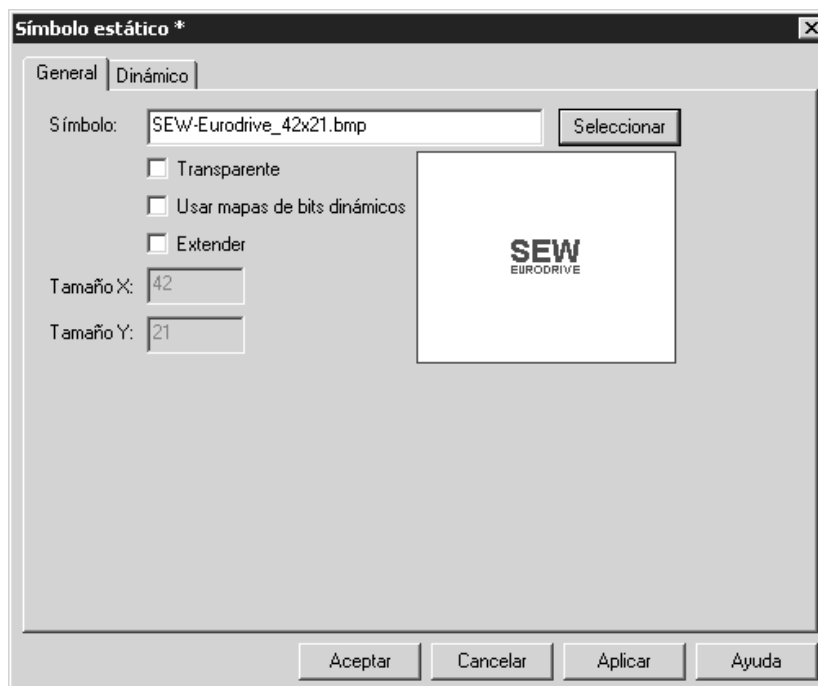 Símbolo estático *
General Dinámico
Símbolo: SEW-Eurodrive_42x21.bmp Seleccionar
Transparente
Usar mapas de bits dinámicos
Extender
SEW
EURODRIVE
Tamaño X: 42
Tamaño Y: 21
Aceptar Cancelar Aplicar Ayuda